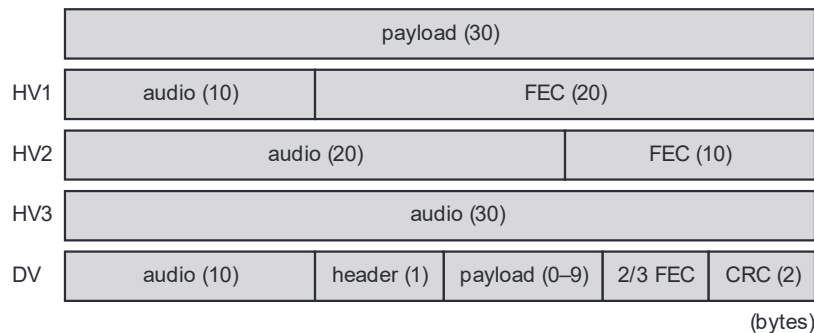 payload (30)
HV1 audio (10) FEC (20)
HV2 audio (20) FEC (10)
HV3 audio (30)
DV audio (10) header (1) payload (0–9) 2/3 FEC CRC (2)
(bytes)